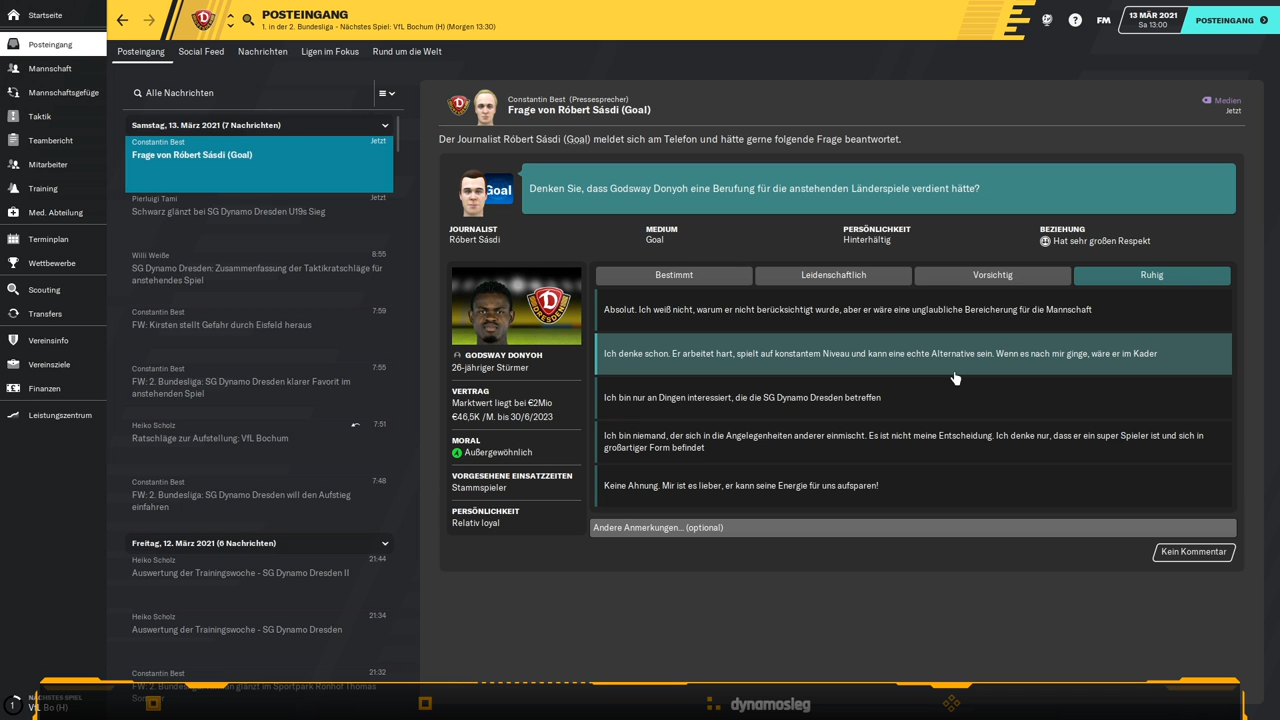 Startseite
Posteingang
Mannschaft
Mannschaftsgefüge
Taktik
Teambericht
Mitarbeiter
Training
Med. Abteilung
Terminplan
Wettbewerbe
Scouting
Transfers
Vereinsinfo
Vereinsziele
Finanzen
Leistungszentrum
NÄCHSTES SPIEL
1
VfL Bo (H)
POSTEINGANG
1. in der 2. Bundesliga - Nächstes Spiel: VfL Bochum (H) (Morgen 13:30)
?
FM
13 MÄR 2021
Sa 13:00
POSTEINGANG
Posteingang
Social Feed
Nachrichten
Ligen im Fokus
Rund um die Welt
Alle Nachrichten
Samstag, 13. März 2021 (7 Nachrichten)
Constantin Best
Jetzt
Frage von Róbert Sásdi (Goal)
Pierluigi Tami
Jetzt
Schwarz glänzt bei SG Dynamo Dresden U19s Sieg
Willi Weiße
8:55
SG Dynamo Dresden: Zusammenfassung der Taktikratschläge für
anstehendes Spiel
Constantin Best
7:59
FW: Kirsten stellt Gefahr durch Eisfeld heraus
Constantin Best
7:55
FW: 2. Bundesliga: SG Dynamo Dresden klarer Favorit im
anstehenden Spiel
Heiko Scholz
7:51
Ratschläge zur Aufstellung: VfL Bochum
Constantin Best
7:48
FW: 2. Bundesliga: SG Dynamo Dresden will den Aufstieg
einfahren
Freitag, 12. März 2021 (6 Nachrichten)
Heiko Scholz
21:44
Auswertung der Trainingswoche - SG Dynamo Dresden II
Heiko Scholz
21:34
Auswertung der Trainingswoche - SG Dynamo Dresden
Constantin Best
21:32
glänzt im Sportpark Ronhof Thomas
Constantin Best (Pressesprecher)
Frage von Róbert Sásdi (Goal)
Medien
Jetzt
Der Journalist Róbert Sásdi (Goal) meldet sich am Telefon und hätte gerne folgende Frage beantwortet.
Goal
Denken Sie, dass Godsway Donyoh eine Berufung für die anstehenden Länderspiele verdient hätte?
JOURNALIST
Róbert Sásdi
MEDIUM
Goal
PERSÖNLICHKEIT
Hinterhältig
BEZIEHUNG
Hat sehr großen Respekt
DRESDEN
GODSWAY DONYOH
26-jähriger Stürmer
VERTRAG
Marktwert liegt bei €2Mio
€46,5K /M. bis 30/6/2023
MORAL
Außergewöhnlich
VORGESEHENE EINSATZZEITEN
Stammspieler
PERSÖNLICHKEIT
Relativ loyal
Bestimmt
Leidenschaftlich
Vorsichtig
Ruhig
Absolut. Ich weiß nicht, warum er nicht berücksichtigt wurde, aber er wäre eine unglaubliche Bereicherung für die Mannschaft
Ich denke schon. Er arbeitet hart, spielt auf konstantem Niveau und kann eine echte Alternative sein. Wenn es nach mir ginge, wäre er im Kader
Ich bin nur an Dingen interessiert, die die SG Dynamo Dresden betreffen
Ich bin niemand, der sich in die Angelegenheiten anderer einmischt. Es ist nicht meine Entscheidung. Ich denke nur, dass er ein super Spieler ist und sich in
großartiger Form befindet
Keine Ahnung. Mir ist es lieber, er kann seine Energie für uns aufsparen!
Andere Anmerkungen... (optional)
Kein Kommentar
dynamosleg